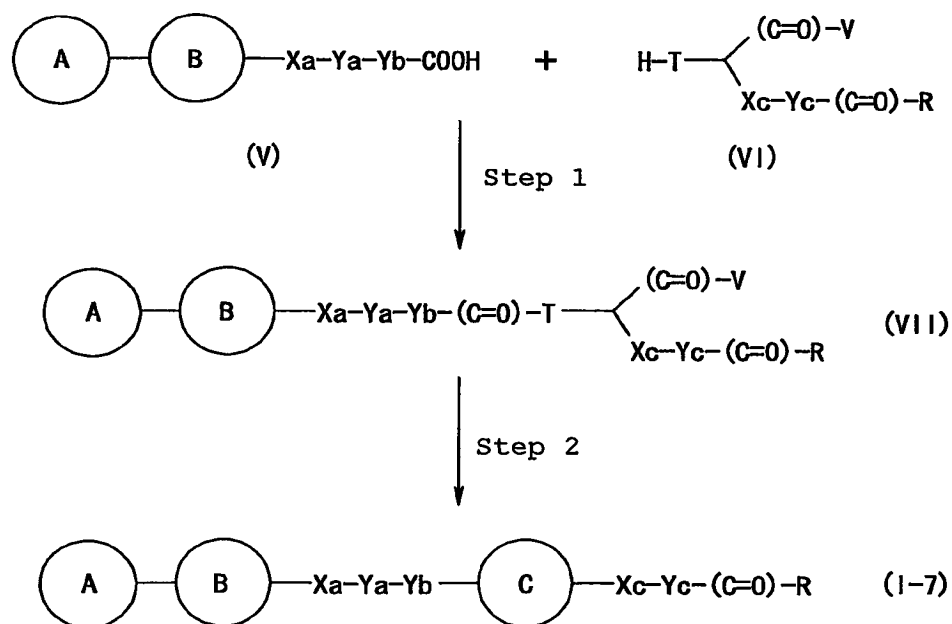 (C=O)-V
A B Xa-Ya-Yb-COOH + H-T
Xc-Yc-(C=O)-R
(V) (VI)
Step 1
(C=O)-V
A B Xa-Ya-Yb-(C=O)-T (VII)
Xc-Yc-(C=O)-R
Step 2
A B Xa-Ya-Yb C Xc-Yc-(C=O)-R (I-7)